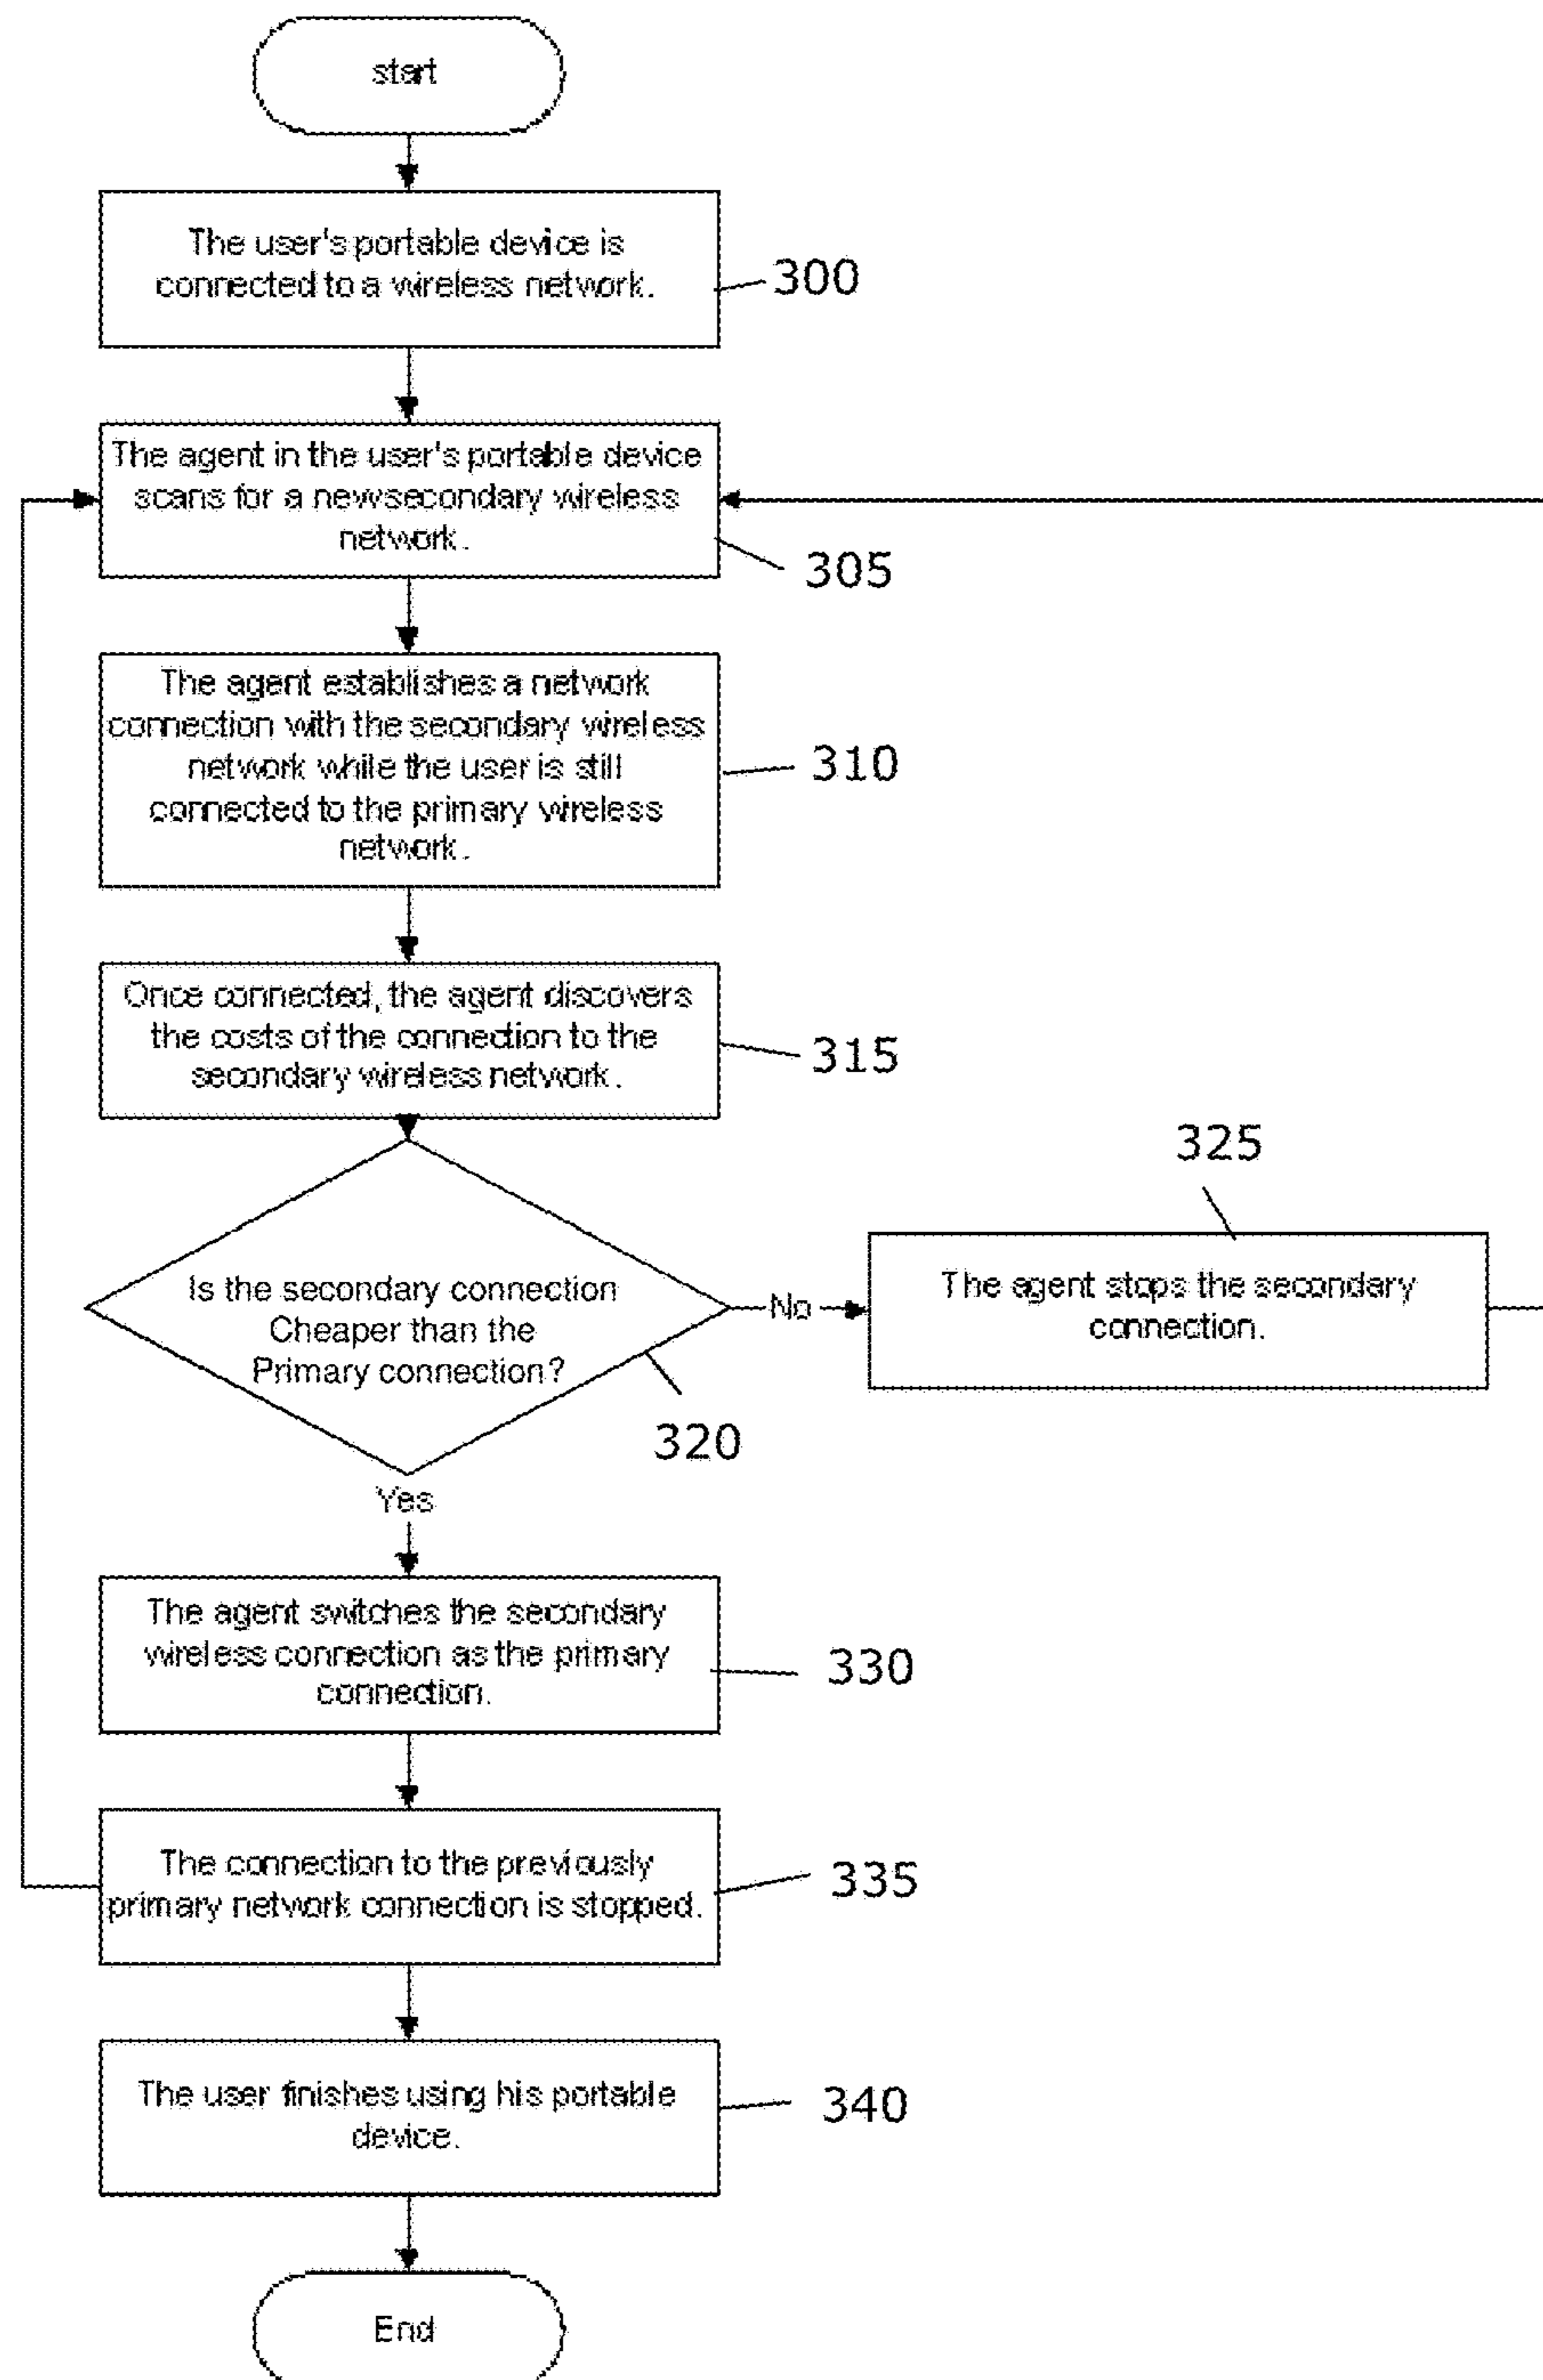 start
The user's portable device is
connected to a wireless network.
300
The agent in the user's portable device
scans for a new secondary wireless
network.
305
The agent establishes a network
connection with the secondary wireless
network while the user is still
connected to the primary wireless
network.
310
Once connected, the agent discovers
the costs of the connection to the
secondary wireless network.
315
Is the secondary connection
Cheaper than the
Primary connection?
320
No
325
The agent stops the secondary
connection.
Yes
The agent switches the secondary
wireless connection as the primary
connection.
330
The connection to the previously
primary network connection is stopped.
335
The user finishes using his portable
device.
340
End